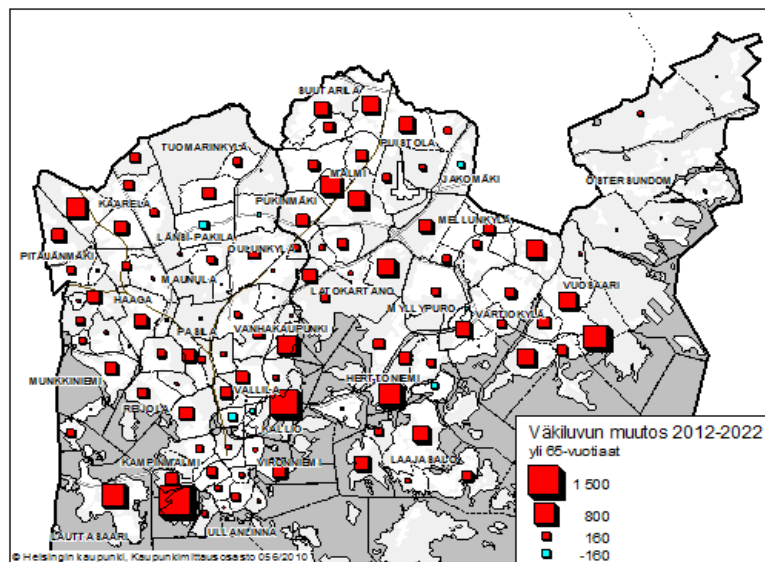 SUUTARILA
TUOMARINKYLÄ
PUISTOLA
MALMI
JAKOMÄKI
ÖSTERSUNDOM
KAARELA
PUKINMÄKI
MELLUNKYLÄ
LÄNSI-PAKILA
PITÄJÄNMÄKI
OULUNKYLÄ
MAUNULA
LATOKARTANO
VUOSAARI
HAAGA
MYLLYPURO
VARTIOKYLÄ
PASILA
VANHAKAUPUNKI
MUNKKINIEMI
HERTTONIEMI
VALLILA
REIJOLA
KALLIO
Väkiluvun muutos 2012-2022
yli 65-vuotiaat
KAMPINMALMI
VIRONNIEMI
LAAJASALO
1 500
800
LAUTTASAARI
ULLANLINNA
160
-160
© Helsingin kaupunki, Kaupunkimittausosasto 056/2010